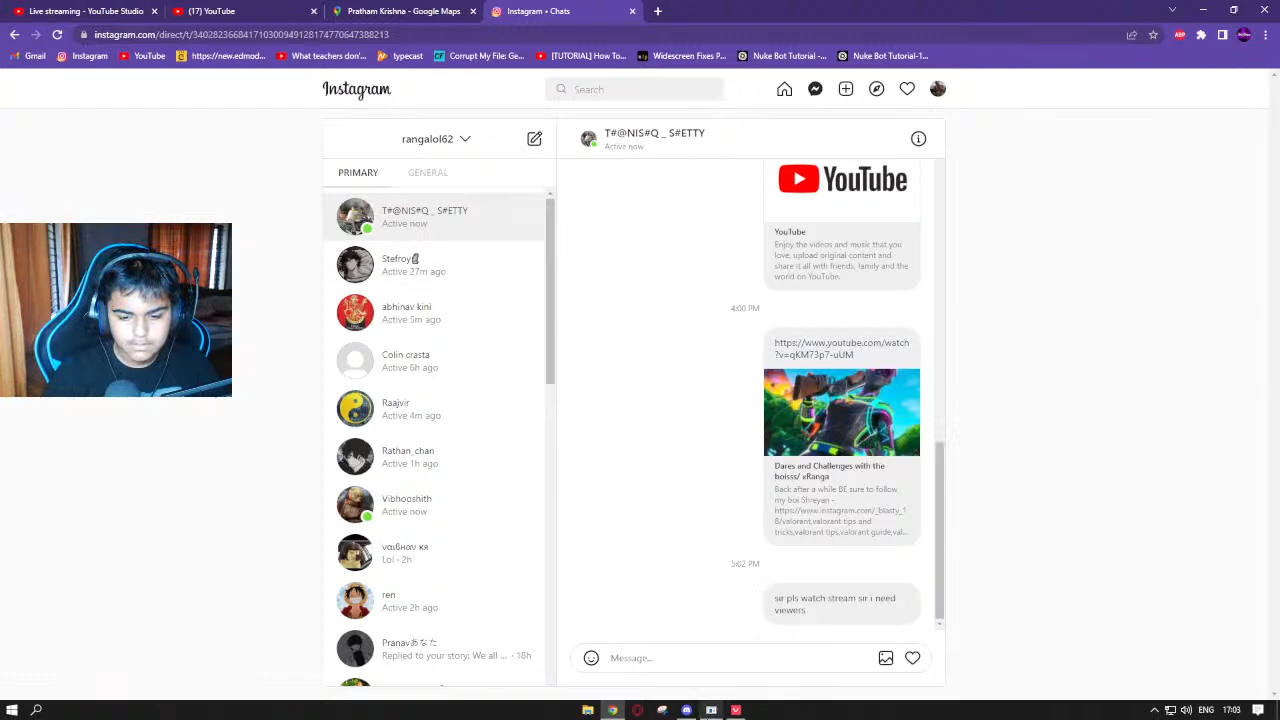 Live streaming - YouTube Studio
(17) YouTube
Pratham Krishna - Google Maps
Instagram • Chats
instagram.com/direct/t/340282366841710300949128174770647388213
Gmail
Instagram
YouTube
https://new.edmod...
What teachers don'...
typecast
Corrupt My File: Ge...
[TUTORIAL] How To...
Widescreen Fixes P...
Nuke Bot Tutorial -...
Nuke Bot Tutorial-1...
ABP
Instagram
Search
rangalol62
T#@NIS#Q _ S#ETTY
Active now
PRIMARY
GENERAL
T#@NIS#Q _ S#ETTY
Active now
Stefroy
Active 27m ago
abhinav kini
Active 5m ago
Colin crasta
Active 6h ago
Raajvir
Active 4m ago
Rathan_chan
Active 1h ago
Vibhooshith
Active now
ναιвнαν кя
Lol · 2h
ren
Active 2h ago
Pranavあなた
Replied to your story: We all ... · 18h
YouTube
YouTube
Enjoy the videos and music that you
love, upload original content and
share it all with friends, family and the
world on YouTube.
4:00 PM
https://www.youtube.com/watch
?v=qKM73p7-uUM
Dares and Challenges with the
boisss/ xRanga
Back after a while BE sure to follow
my boi Shreyan -
https://www.instagram.com/_blasty_1
8/valorant,valorant tips and
tricks,valorant tips,valorant guide,val...
5:02 PM
sir pls watch stream sir i need
viewers
Message...
ENG
17:03